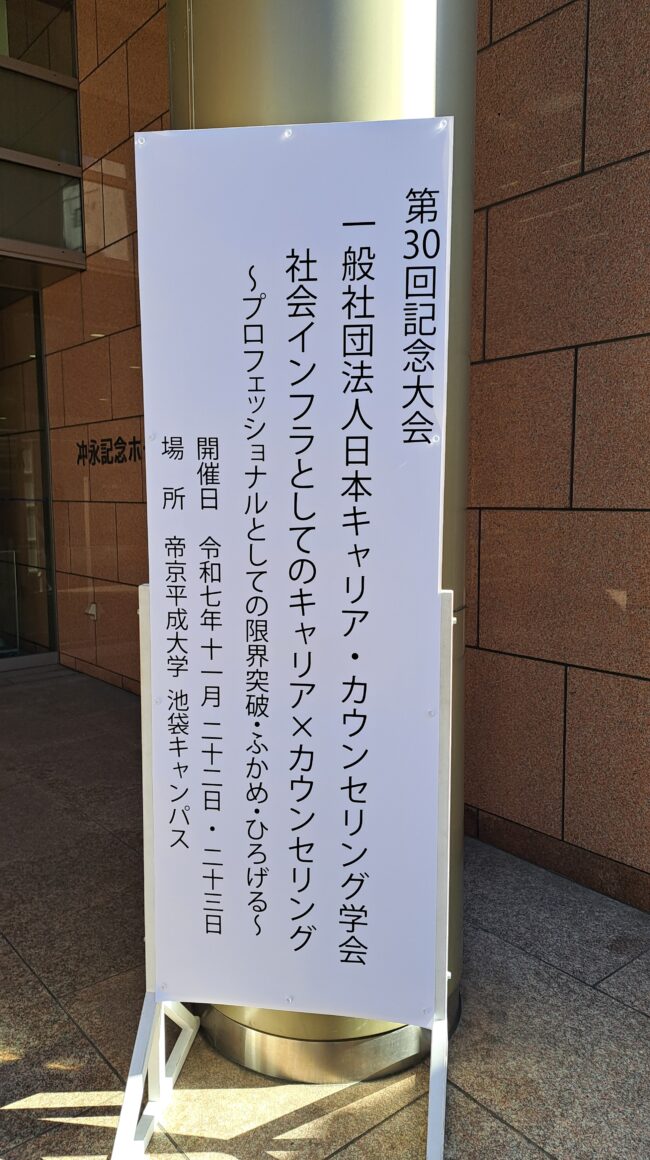 第30回記念大会
一般社団法人日本キャリア・カウンセリング学会
社会インフラとしてのキャリア×カウンセリング
～プロフェッショナルとしての限界突破・ふかめ・ひろげる～
開催日 令和七年十一月二十二日・二十三日
場所 帝京平成大学 池袋キャンパス
冲永記念ホ